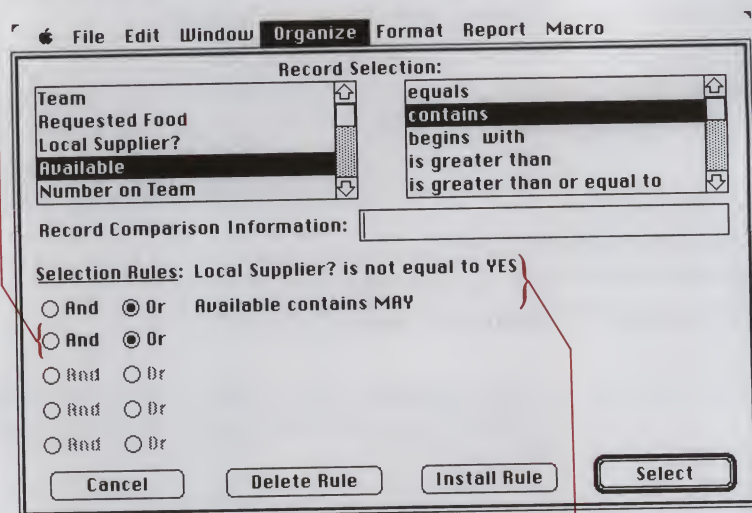 File Edit Window Organize Format Report Macro
Record Selection:
Team
Requested Food
Local Supplier?
Available
Number on Team
equals
contains
begins with
is greater than
is greater than or equal to
Record Comparison Information:
Selection Rules: Local Supplier? is not equal to YES
And Or Available contains MAY
And Or
And Or
And Or
And Or
Cancel Delete Rule Install Rule Select